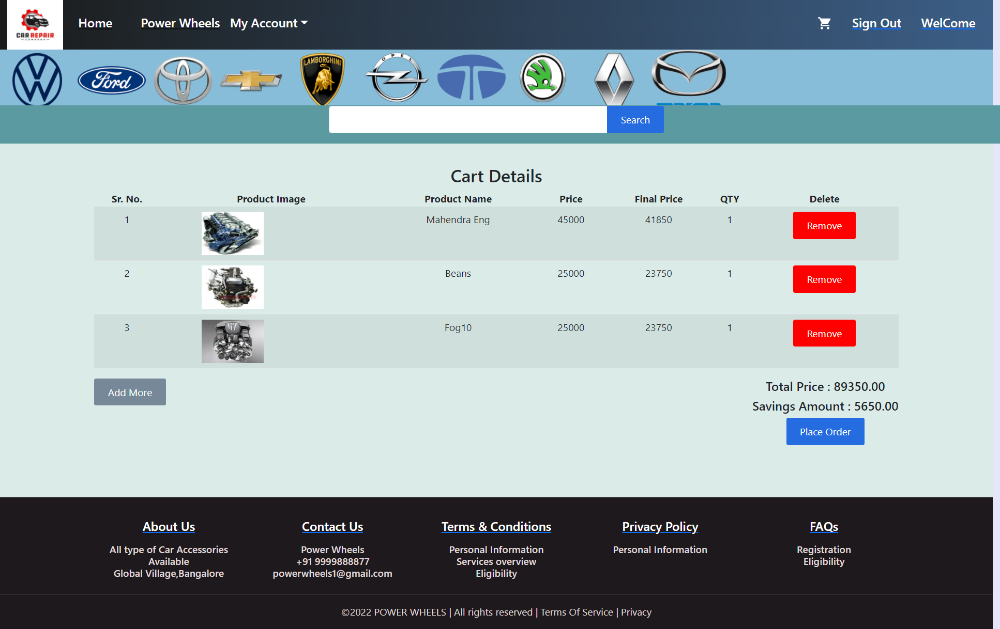 CAR REPAIR
COMPANY
Home
Power Wheels
My Account
Sign Out
WelCome
Ford
LAMBORGHINI
OPEL
mazda
Search
Cart Details
Sr. No. Product Image Product Name Price Final Price QTY Delete
1 Mahendra Eng 45000 41850 1 Remove
2 Beans 25000 23750 1 Remove
3 Fog10 25000 23750 1 Remove
Add More
Total Price : 89350.00
Savings Amount : 5650.00
Place Order
About Us
All type of Car Accessories
Available
Global Village,Bangalore
Contact Us
Power Wheels
+91 9999888877
powerwheels1@gmail.com
Terms & Conditions
Personal Information
Services overview
Eligibility
Privacy Policy
Personal Information
FAQs
Registration
Eligibility
©2022 POWER WHEELS | All rights reserved | Terms Of Service | Privacy